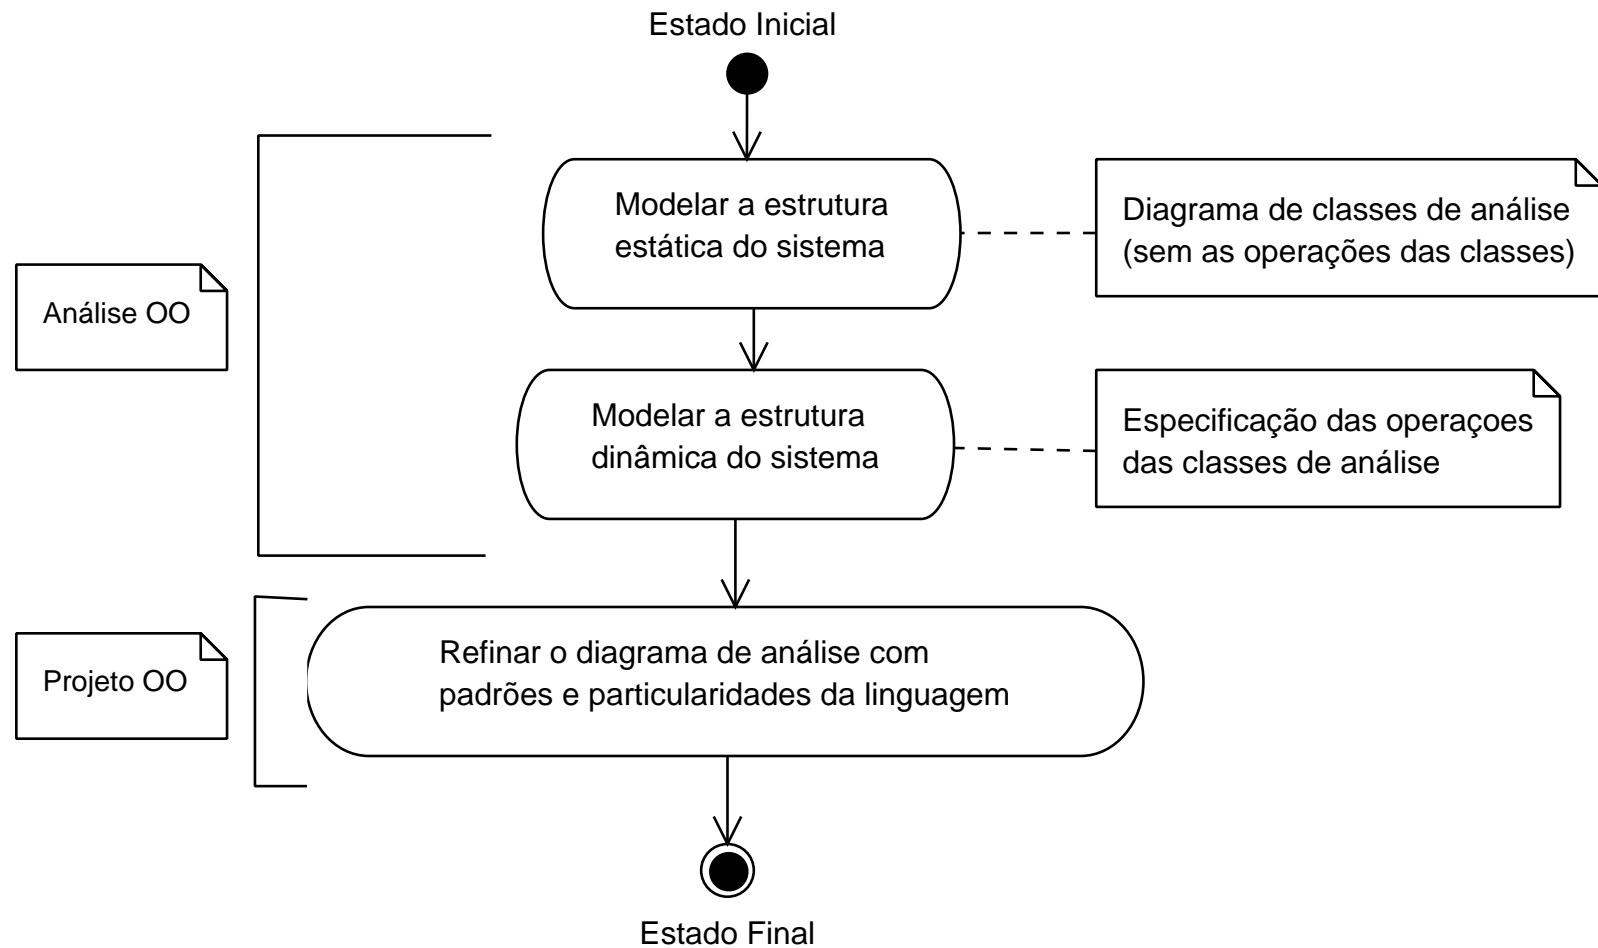 Estado Inicial
Modelar a estrutura
estática do sistema
Diagrama de classes de análise
(sem as operações das classes)
Análise OO
Modelar a estrutura
dinâmica do sistema
Especificação das operaçoes
das classes de análise
Projeto OO
Refinar o diagrama de análise com
padrões e particularidades da linguagem
Estado Final